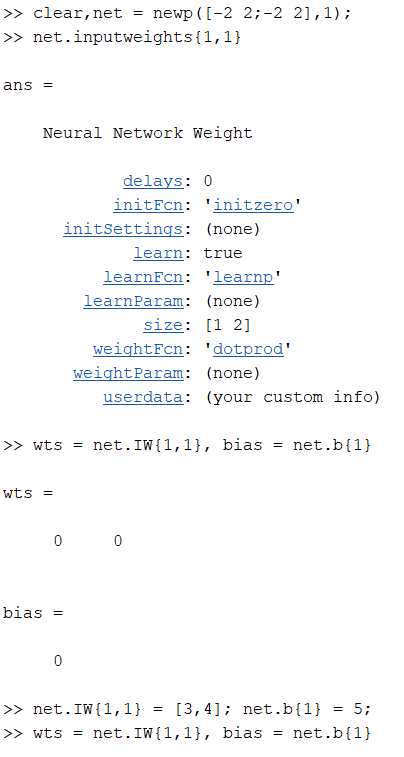 >> clear,net = newp([-2 2;-2 2],1);
>> net.inputweights{1,1}
ans =
Neural Network Weight
delays: 0
initFcn: 'initzero'
initSettings: (none)
learn: true
learnFcn: 'learnp'
learnParam: (none)
size: [1 2]
weightFcn: 'dotprod'
weightParam: (none)
userdata: (your custom info)
>> wts = net.IW{1,1}, bias = net.b{1}
wts =
0 0
bias =
0
>> net.IW{1,1} = [3,4]; net.b{1} = 5;
>> wts = net.IW{1,1}, bias = net.b{1}